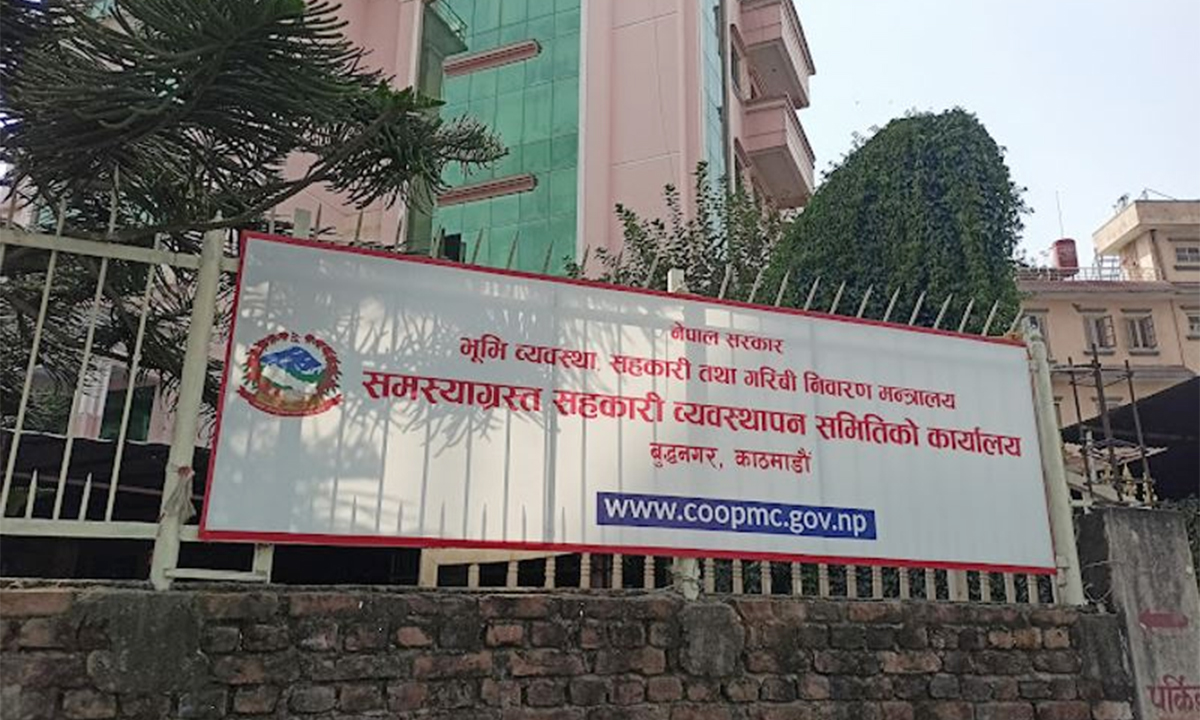 नेपाल सरकार
भूमि व्यवस्था, सहकारी तथा गरिबी निवारण मन्त्रालय
समस्याग्रस्त सहकारी व्यवस्थापन समितिको कार्यालय
बुद्धनगर, काठमाडौं
www.coopmc.gov.np